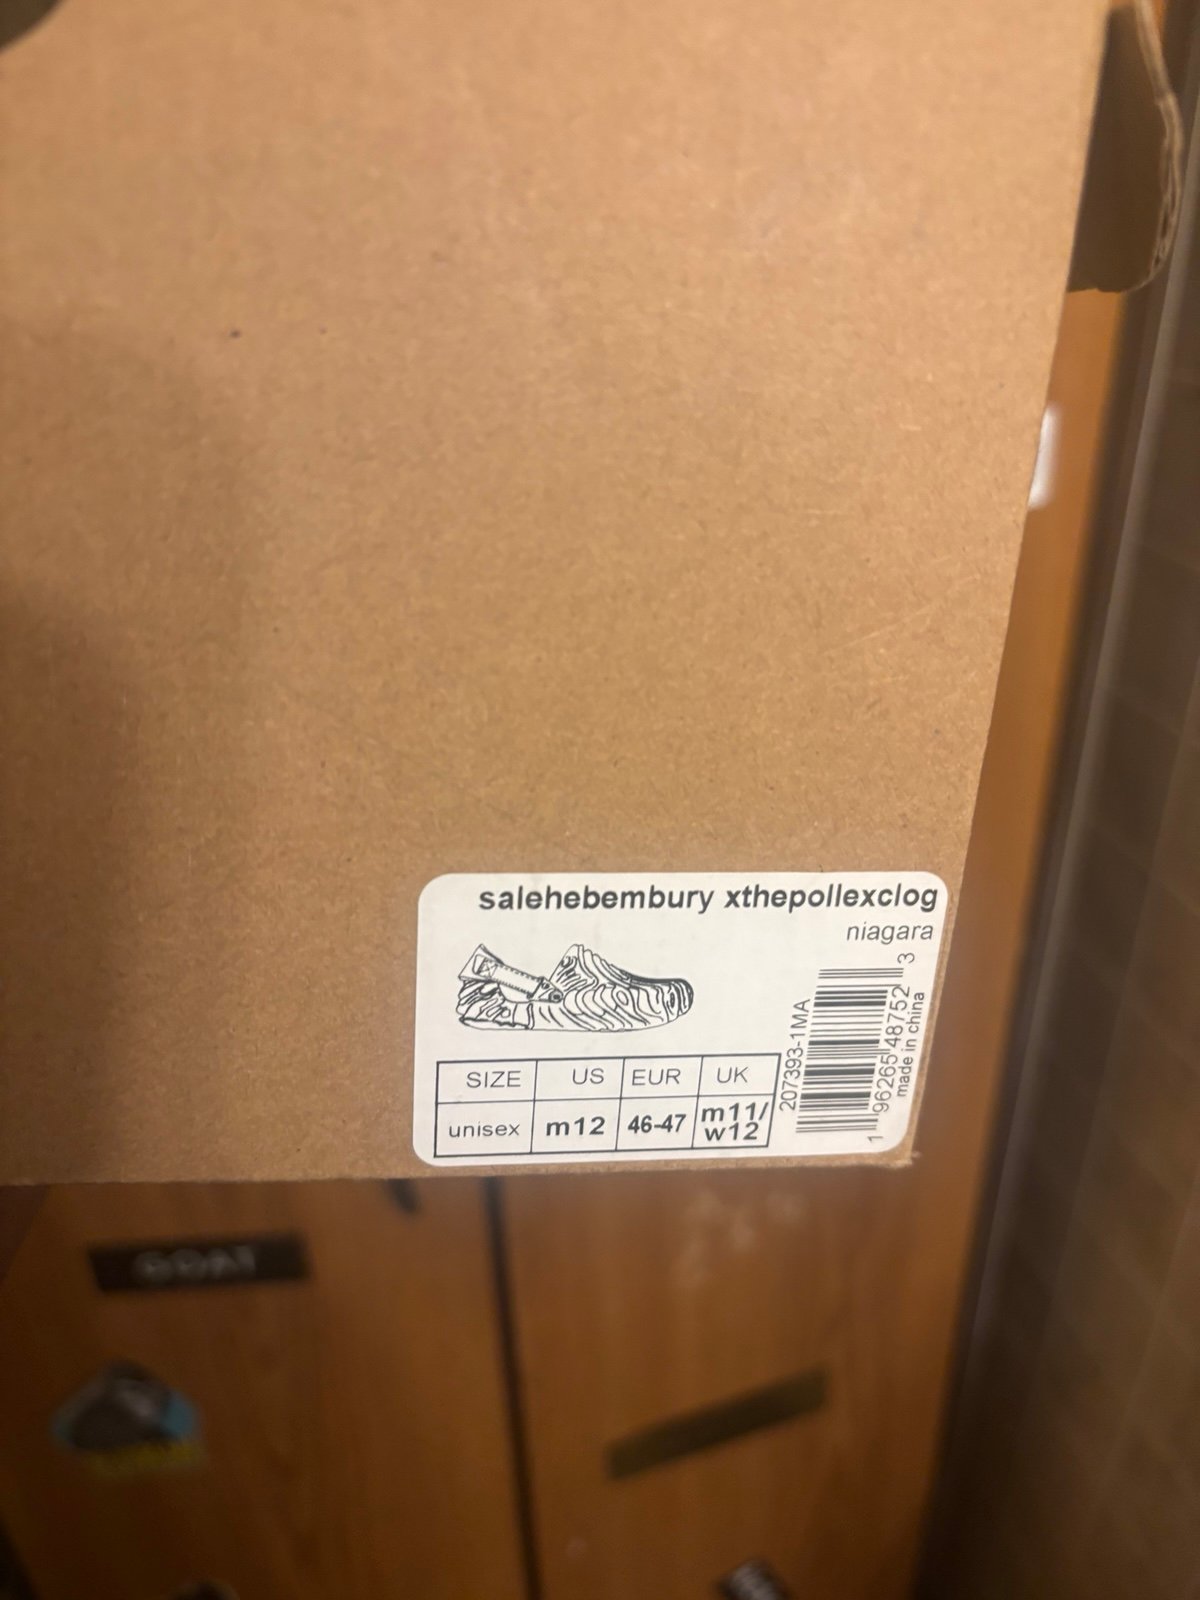 salehebembury xthepollexclog
niagara
SIZE US EUR UK
unisex m12 46-47 m11/
w12
207393-1MA
1 96265 48752 3
made in china
GOAT